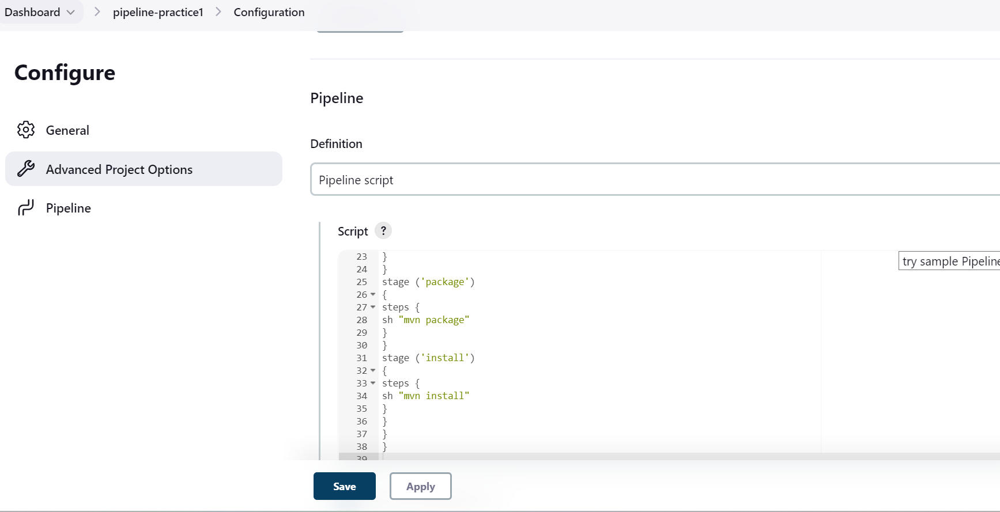 Dashboard > pipeline-practice1 > Configuration
Configure
General
Advanced Project Options
Pipeline
Pipeline
Definition
Pipeline script
Script ?
try sample Pipeline
23 }
24 }
25 stage ('package')
26 {
27 steps {
28 sh "mvn package"
29 }
30 }
31 stage ('install')
32 {
33 steps {
34 sh "mvn install"
35 }
36 }
37 }
38 }
39
Save
Apply